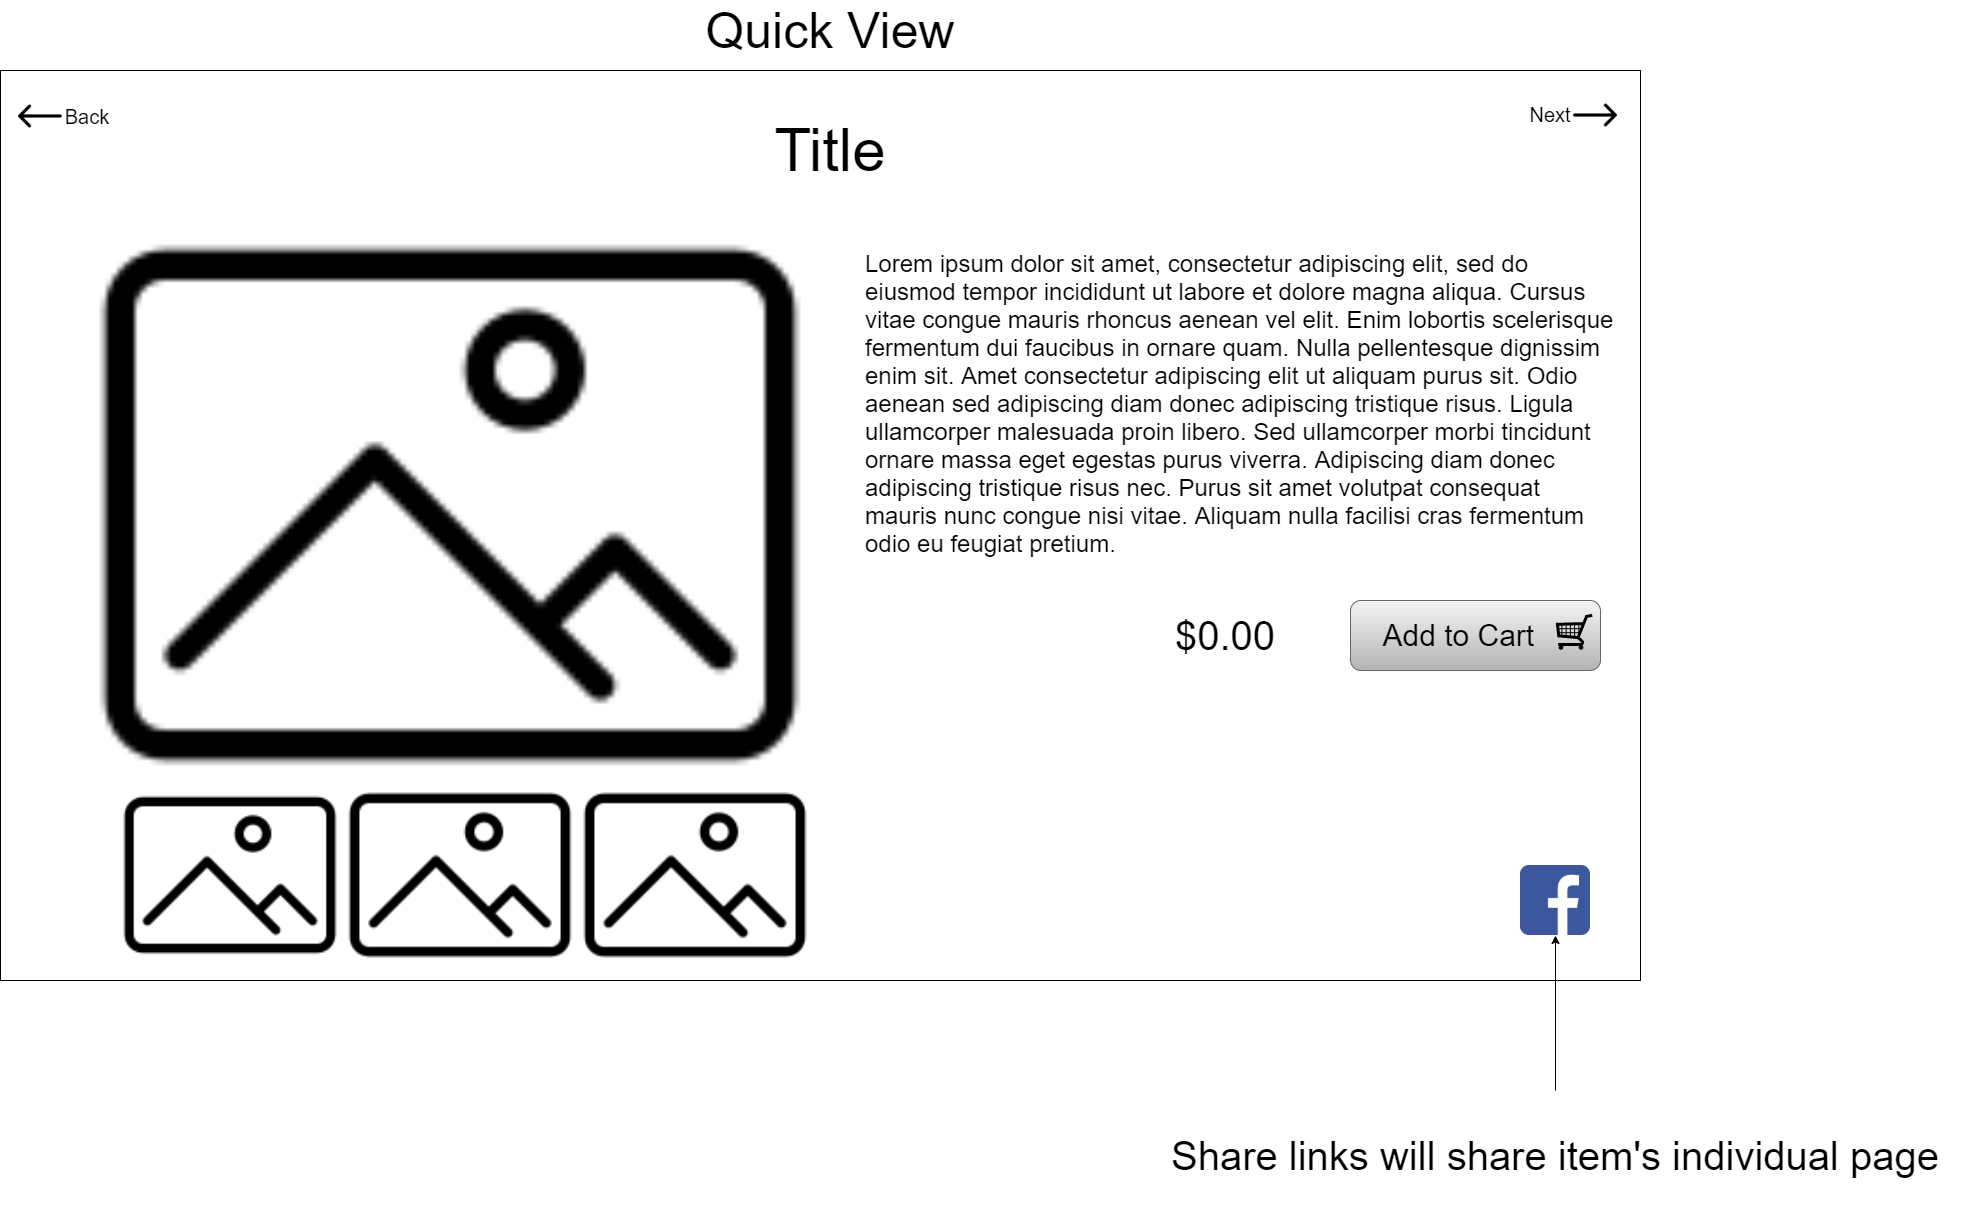 Quick View
Back
Next
Title
Lorem ipsum dolor sit amet, consectetur adipiscing elit, sed do
eiusmod tempor incididunt ut labore et dolore magna aliqua. Cursus
vitae congue mauris rhoncus aenean vel elit. Enim lobortis scelerisque
fermentum dui faucibus in ornare quam. Nulla pellentesque dignissim
enim sit. Amet consectetur adipiscing elit ut aliquam purus sit. Odio
aenean sed adipiscing diam donec adipiscing tristique risus. Ligula
ullamcorper malesuada proin libero. Sed ullamcorper morbi tincidunt
ornare massa eget egestas purus viverra. Adipiscing diam donec
adipiscing tristique risus nec. Purus sit amet volutpat consequat
mauris nunc congue nisi vitae. Aliquam nulla facilisi cras fermentum
odio eu feugiat pretium.
$0.00
Add to Cart
f
Share links will share item's individual page